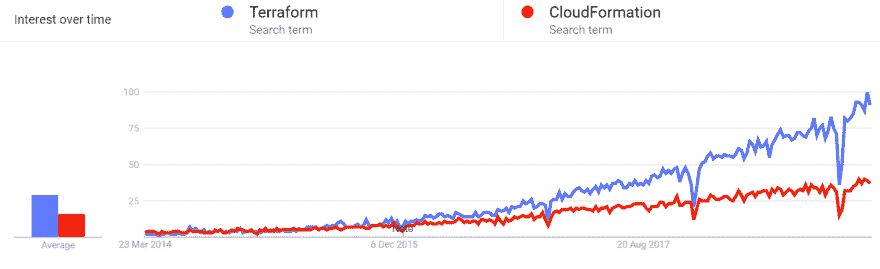 Interest over time
Terraform
Search term
CloudFormation
Search term
100
75
50
25
Average
23 Mar 2014
Note
6 Dec 2015
20 Aug 2017